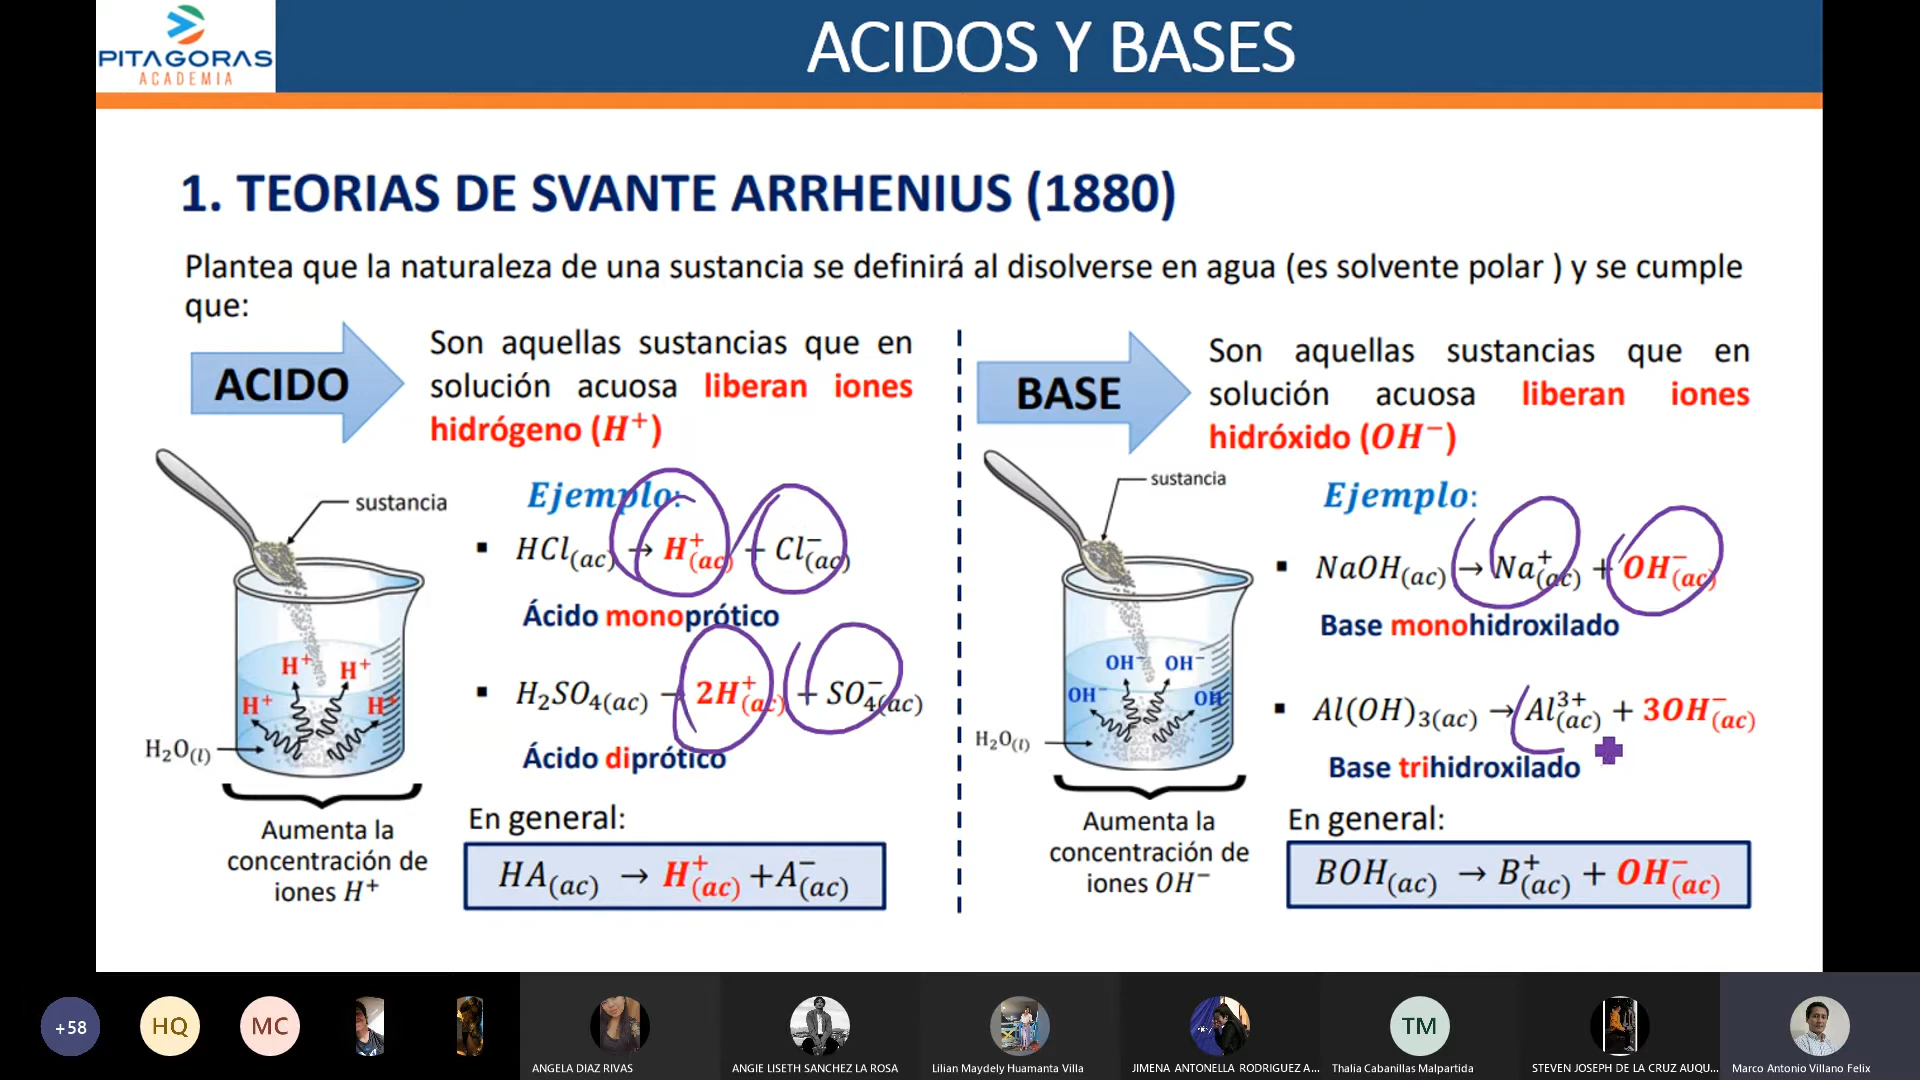 PITAGORAS
ACADEMIA
ACIDOS Y BASES
1. TEORIAS DE SVANTE ARRHENIUS (1880)
Plantea que la naturaleza de una sustancia se definirá al disolverse en agua (es solvente polar ) y se cumple
que:
ACIDO
Son aquellas sustancias que en
solución acuosa liberan iones
hidrógeno (H⁺)
sustancia
Ejemplo:
▪ HCl(ac) → H⁺(ac) + Cl⁻(ac)
Ácido monoprótico
▪ H₂SO₄(ac) → 2H⁺(ac) + SO₄⁻(ac)
Ácido diprótico
H⁺ H⁺
H⁺ H⁺
H₂O(l)
Aumenta la
concentración de
iones H⁺
En general:
HA(ac) → H⁺(ac) +A⁻(ac)
BASE
Son aquellas sustancias que en
solución acuosa liberan iones
hidróxido (OH⁻)
sustancia
Ejemplo:
▪ NaOH(ac) → Na⁺(ac) + OH⁻(ac)
Base monohidroxilado
▪ Al(OH)₃(ac) → Al³⁺(ac) + 3OH⁻(ac)
Base trihidroxilado
OH⁻ OH⁻
OH⁻ OH⁻
H₂O(l)
Aumenta la
concentración de
iones OH⁻
En general:
BOH(ac) → B⁺(ac) + OH⁻(ac)
+58
HQ
MC
TM
ANGELA DIAZ RIVAS
ANGIE LISETH SANCHEZ LA ROSA
Lilian Maydely Huamanta Villa
JIMENA ANTONELLA RODRIGUEZ A...
Thalia Cabanillas Malpartida
STEVEN JOSEPH DE LA CRUZ AUQU...
Marco Antonio Villano Felix